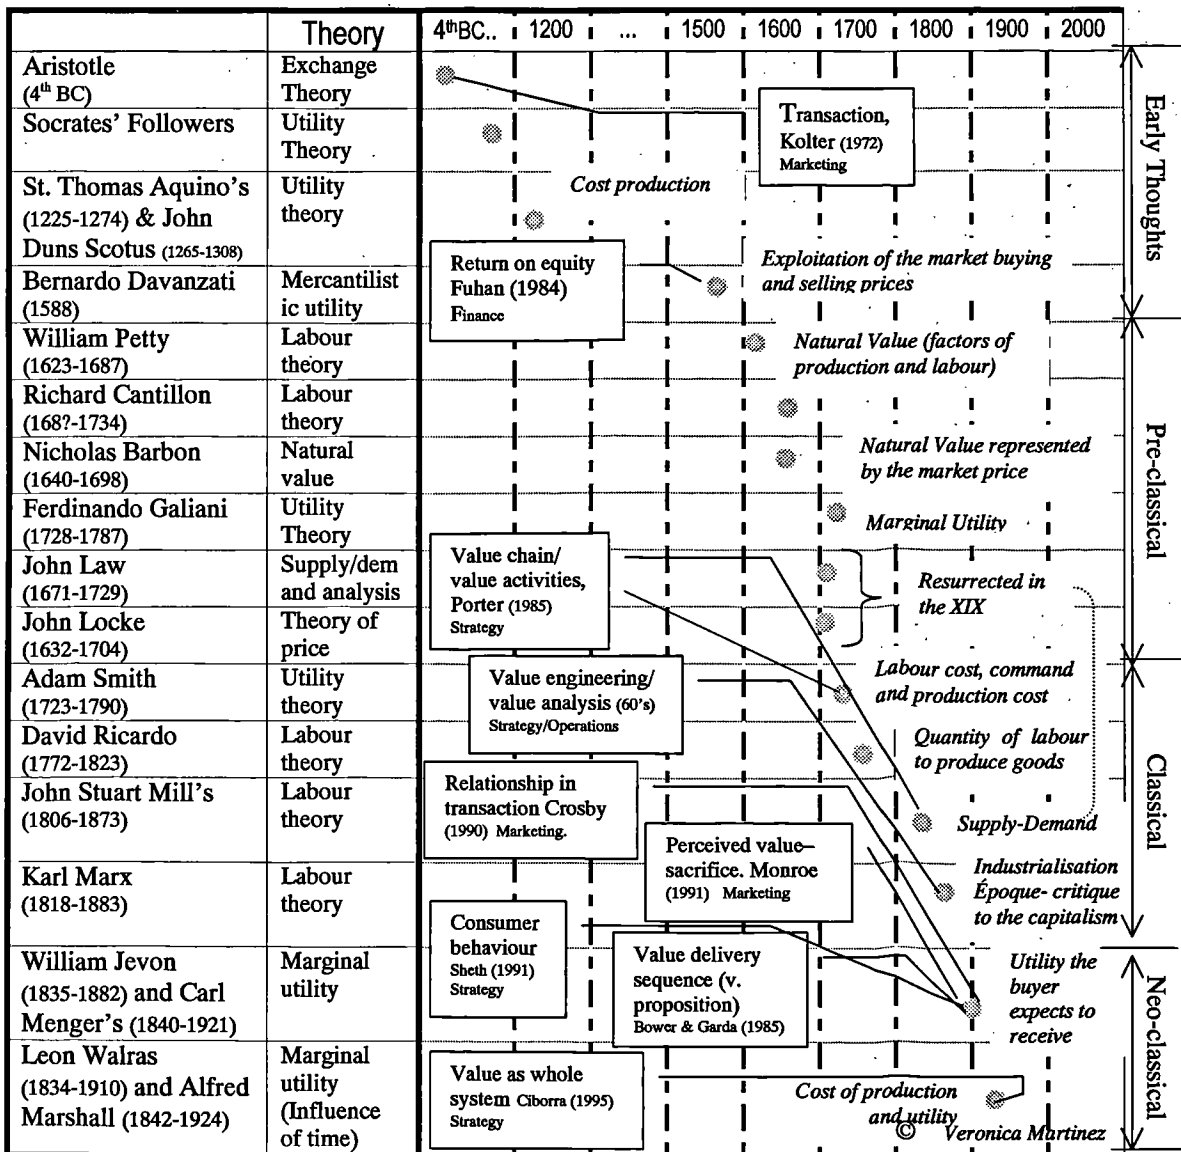 Theory 4thBC.. 1200 ... 1500 1600 1700 1800 1900 2000
Aristotle
(4th BC)
Exchange
Theory
Socrates' Followers
Utility
Theory
St. Thomas Aquino's
(1225-1274) & John
Duns Scotus (1265-1308)
Utility
theory
Bernardo Davanzati
(1588)
Mercantilist
ic utility
William Petty
(1623-1687)
Labour
theory
Richard Cantillon
(168?-1734)
Labour
theory
Nicholas Barbon
(1640-1698)
Natural
value
Ferdinando Galiani
(1728-1787)
Utility
Theory
John Law
(1671-1729)
Supply/dem
and analysis
John Locke
(1632-1704)
Theory of
price
Adam Smith
(1723-1790)
Utility
theory
David Ricardo
(1772-1823)
Labour
theory
John Stuart Mill's
(1806-1873)
Labour
theory
Karl Marx
(1818-1883)
Labour
theory
William Jevon
(1835-1882) and Carl
Menger's (1840-1921)
Marginal
utility
Leon Walras
(1834-1910) and Alfred
Marshall (1842-1924)
Marginal
utility
(Influence
of time)
Transaction,
Kolter (1972)
Marketing
Cost production
Return on equity
Fuhan (1984)
Finance
Exploitation of the market buying
and selling prices
Natural Value (factors of
production and labour)
Natural Value represented
by the market price
Marginal Utility
Value chain/
value activities,
Porter (1985)
Strategy
Resurrected in
the XIX
Value engineering/
value analysis (60's)
Strategy/Operations
Labour cost, command
and production cost
Quantity of labour
to produce goods
Relationship in
transaction Crosby
(1990) Marketing.
Supply-Demand
Perceived value–
sacrifice. Monroe
(1991) Marketing
Industrialisation
Époque- critique
to the capitalism
Consumer
behaviour
Sheth (1991)
Strategy
Value delivery
sequence (v.
proposition)
Bower & Garda (1985)
Utility the
buyer
expects to
receive
Value as whole
system Ciborra (1995)
Strategy
Cost of production
and utility
© Veronica Martinez
Early Thoughts
Pre-classical
Classical
Neo-classical